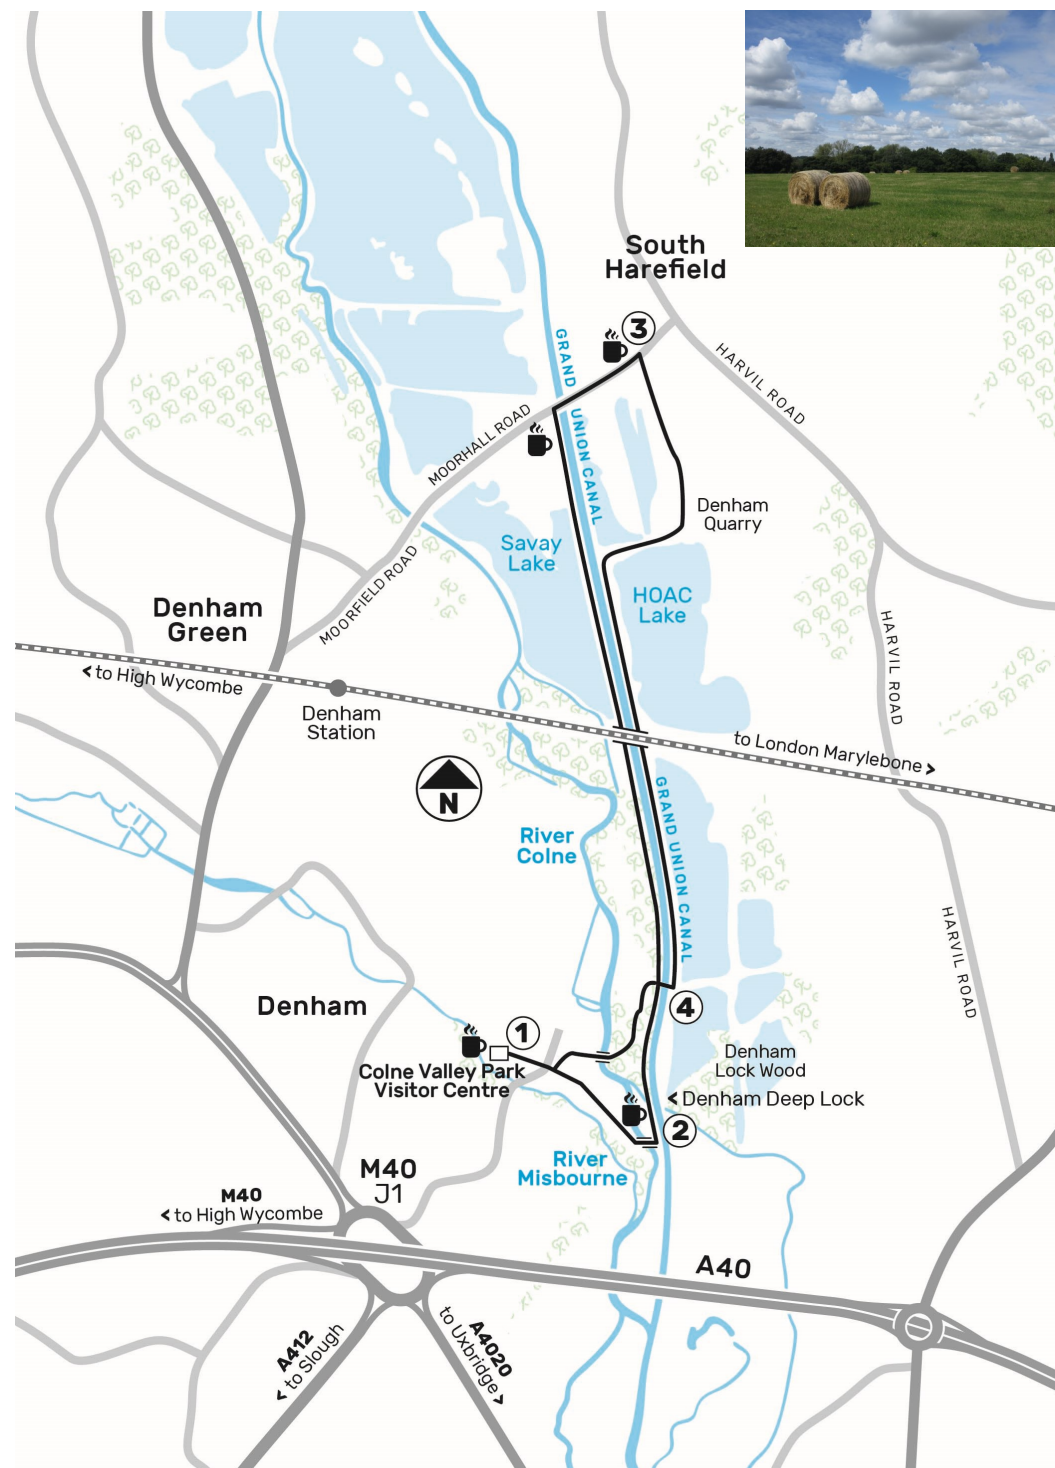 South
Harefield
3
GRAND UNION CANAL
HARVIL ROAD
MOORHALL ROAD
Denham
Quarry
Savay
Lake
HOAC
Lake
MOORFIELD ROAD
Denham
Green
HARVIL ROAD
< to High Wycombe
Denham
Station
to London Marylebone >
N
River
Colne
GRAND UNION CANAL
HARVIL ROAD
Denham
4
1
Colne Valley Park
Visitor Centre
Denham
Lock Wood
< Denham Deep Lock
2
River
Misbourne
M40
J1
M40
< to High Wycombe
A40
A412
< to Slough
A4020
to Uxbridge >